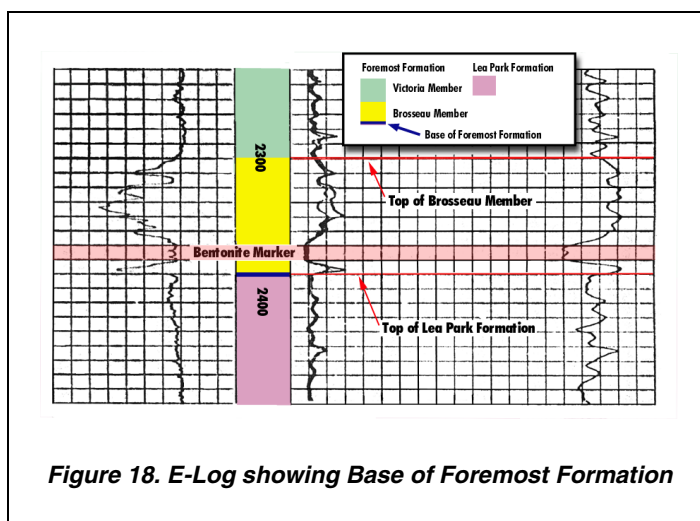 Foremost Formation
Lea Park Formation
Victoria Member
Brosseau Member
Base of Foremost Formation
2300
Top of Brosseau Member
Bentonite Marker
2400
Top of Lea Park Formation
Figure 18. E-Log showing Base of Foremost Formation